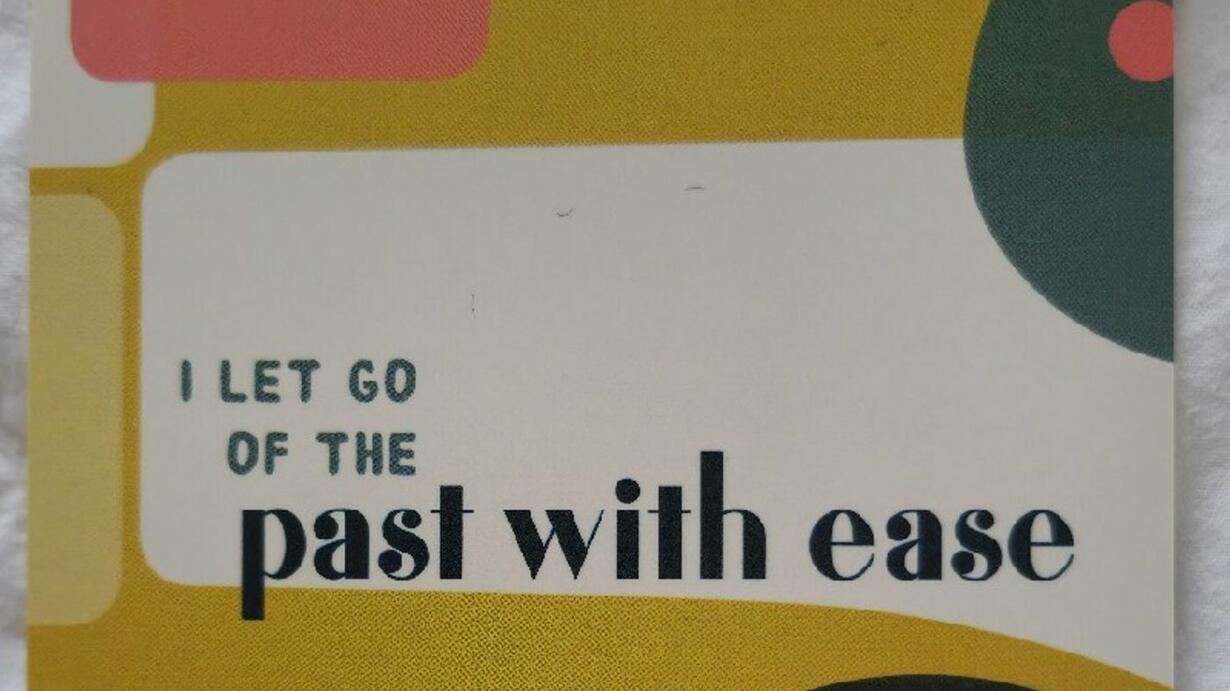 I LET GO
OF THE
past with ease